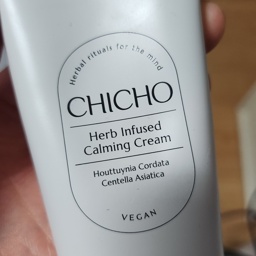 Herbal rituals for the mind
CHICHO
Herb Infused
Calming Cream
Houttuynia Cordata
Centella Asiatica
VEGAN